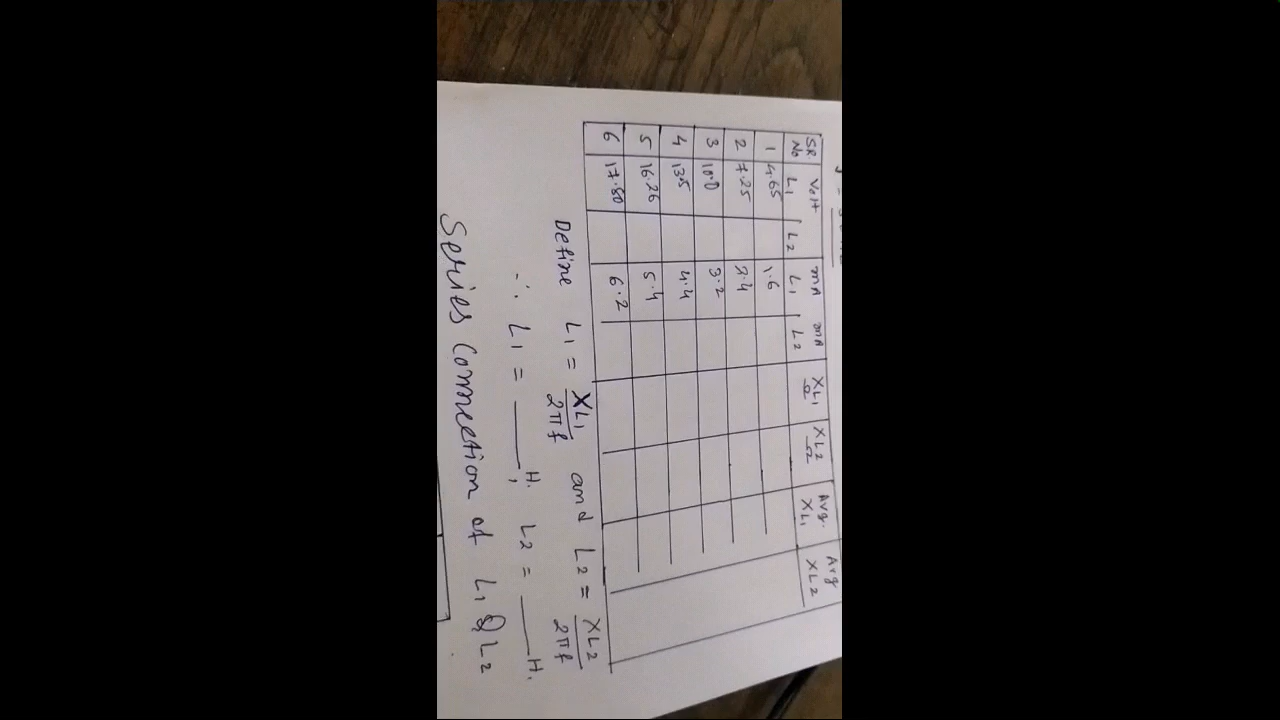 SR No Volt mA mA XL1 Ω XL2 Ω Avg. XL1 Avg XL2
L1 L2 L1 L2
1 4.65 1.6
2 7.25 2.4
3 10.0 3.2
4 13.5 4.4
5 16.26 5.4
6 17.80 6.2
Define L1 = XL1 / 2πf and L2 = XL2 / 2πf
∴ L1 = ____ H. , L2 = ____ H.
Series Connection of L1 & L2